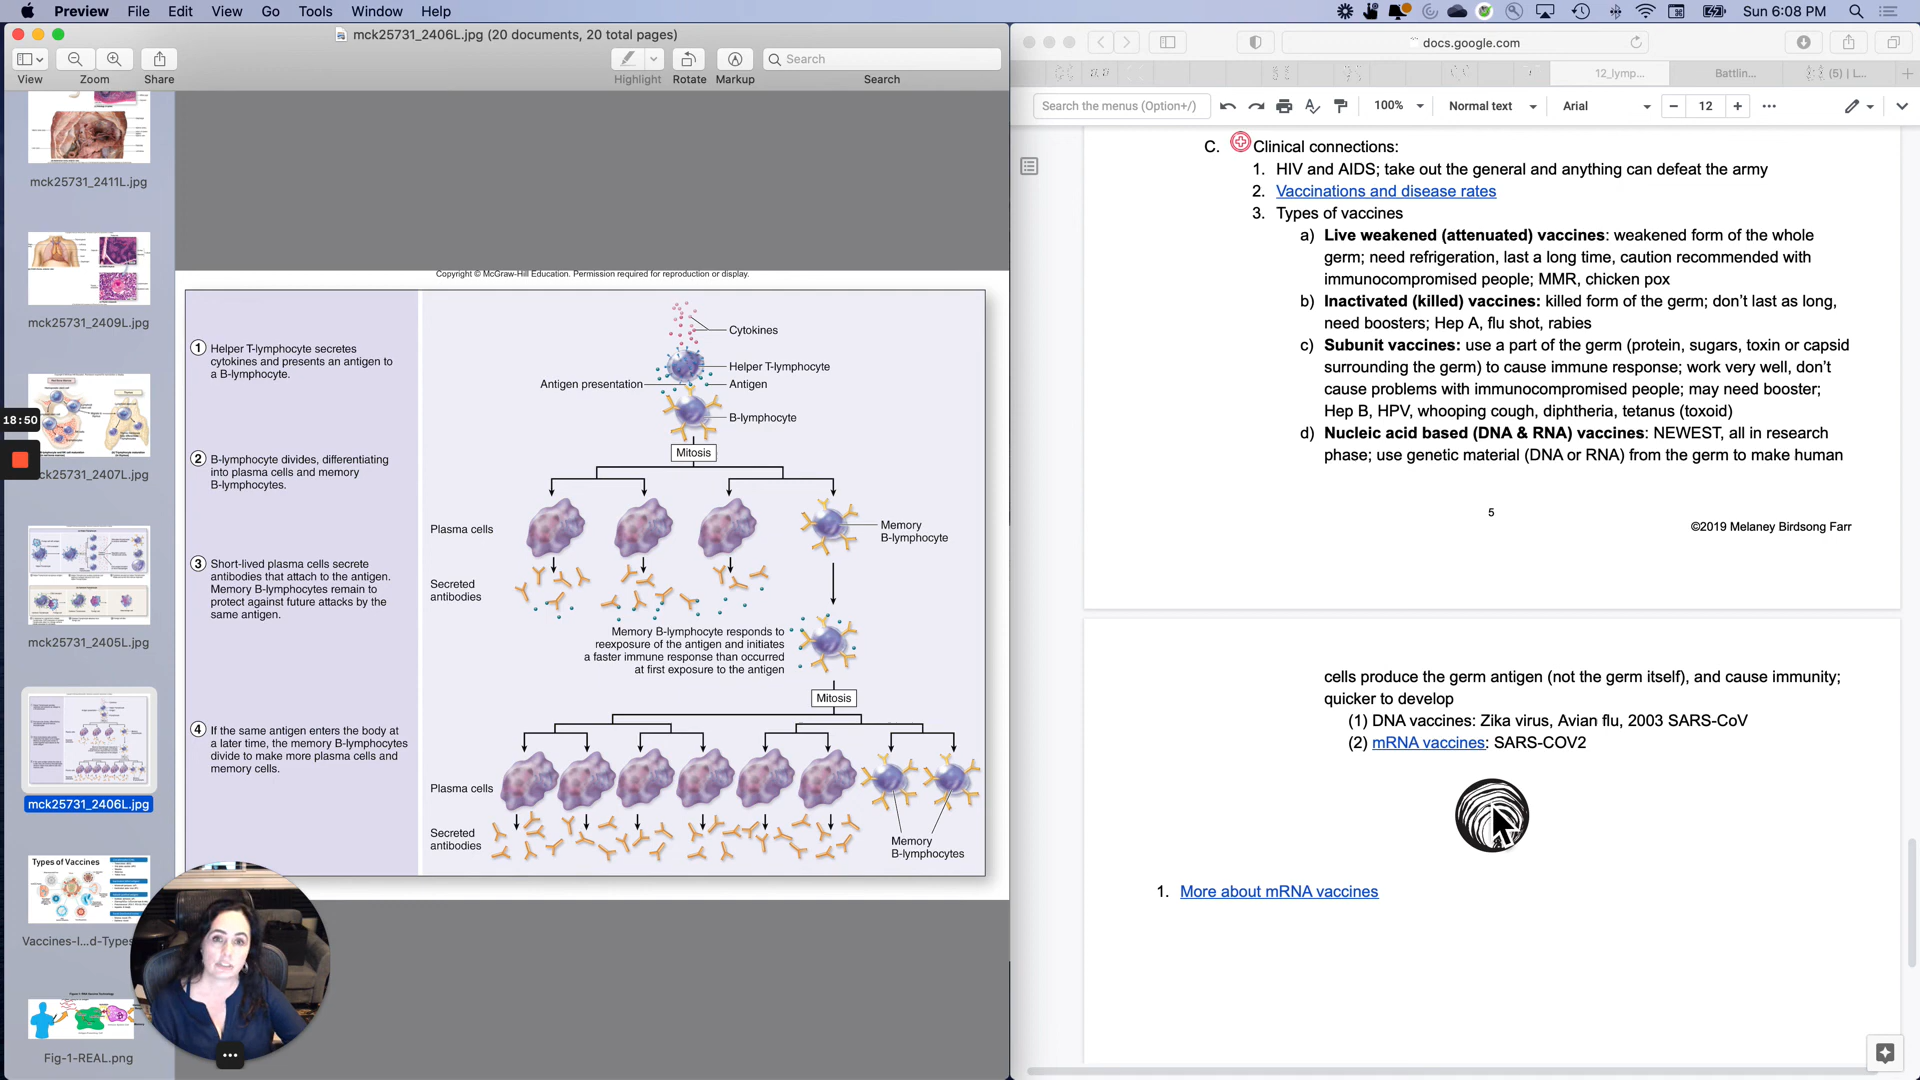 Preview File Edit View Go Tools Window Help
Sun 6:08 PM
mck25731_2406L.jpg (20 documents, 20 total pages)
View
Zoom
Share
Highlight
Rotate
Markup
Search
Search
mck25731_2411L.jpg
mck25731_2409L.jpg
mck25731_2407L.jpg
mck25731_2405L.jpg
mck25731_2406L.jpg
Types of Vaccines
Vaccines-I...d-Types
Fig-1-REAL.png
18:50
Copyright © McGraw-Hill Education. Permission required for reproduction or display.
1 Helper T-lymphocyte secretes
cytokines and presents an antigen to
a B-lymphocyte.
2 B-lymphocyte divides, differentiating
into plasma cells and memory
B-lymphocytes.
3 Short-lived plasma cells secrete
antibodies that attach to the antigen.
Memory B-lymphocytes remain to
protect against future attacks by the
same antigen.
4 If the same antigen enters the body at
a later time, the memory B-lymphocytes
divide to make more plasma cells and
memory cells.
Cytokines
Helper T-lymphocyte
Antigen presentation
Antigen
B-lymphocyte
Mitosis
Plasma cells
Memory
B-lymphocyte
Secreted
antibodies
Memory B-lymphocyte responds to
reexposure of the antigen and initiates
a faster immune response than occurred
at first exposure to the antigen
Mitosis
Plasma cells
Secreted
antibodies
Memory
B-lymphocytes
docs.google.com
12_lymp...
Battlin...
(5) | L...
Search the menus (Option+/)
100%
Normal text
Arial
12
C. Clinical connections:
1. HIV and AIDS; take out the general and anything can defeat the army
2. Vaccinations and disease rates
3. Types of vaccines
a) Live weakened (attenuated) vaccines: weakened form of the whole
germ; need refrigeration, last a long time, caution recommended with
immunocompromised people; MMR, chicken pox
b) Inactivated (killed) vaccines: killed form of the germ; don’t last as long,
need boosters; Hep A, flu shot, rabies
c) Subunit vaccines: use a part of the germ (protein, sugars, toxin or capsid
surrounding the germ) to cause immune response; work very well, don’t
cause problems with immunocompromised people; may need booster;
Hep B, HPV, whooping cough, diphtheria, tetanus (toxoid)
d) Nucleic acid based (DNA & RNA) vaccines: NEWEST, all in research
phase; use genetic material (DNA or RNA) from the germ to make human
5
©2019 Melaney Birdsong Farr
cells produce the germ antigen (not the germ itself), and cause immunity;
quicker to develop
(1) DNA vaccines: Zika virus, Avian flu, 2003 SARS-CoV
(2) mRNA vaccines: SARS-COV2
1. More about mRNA vaccines